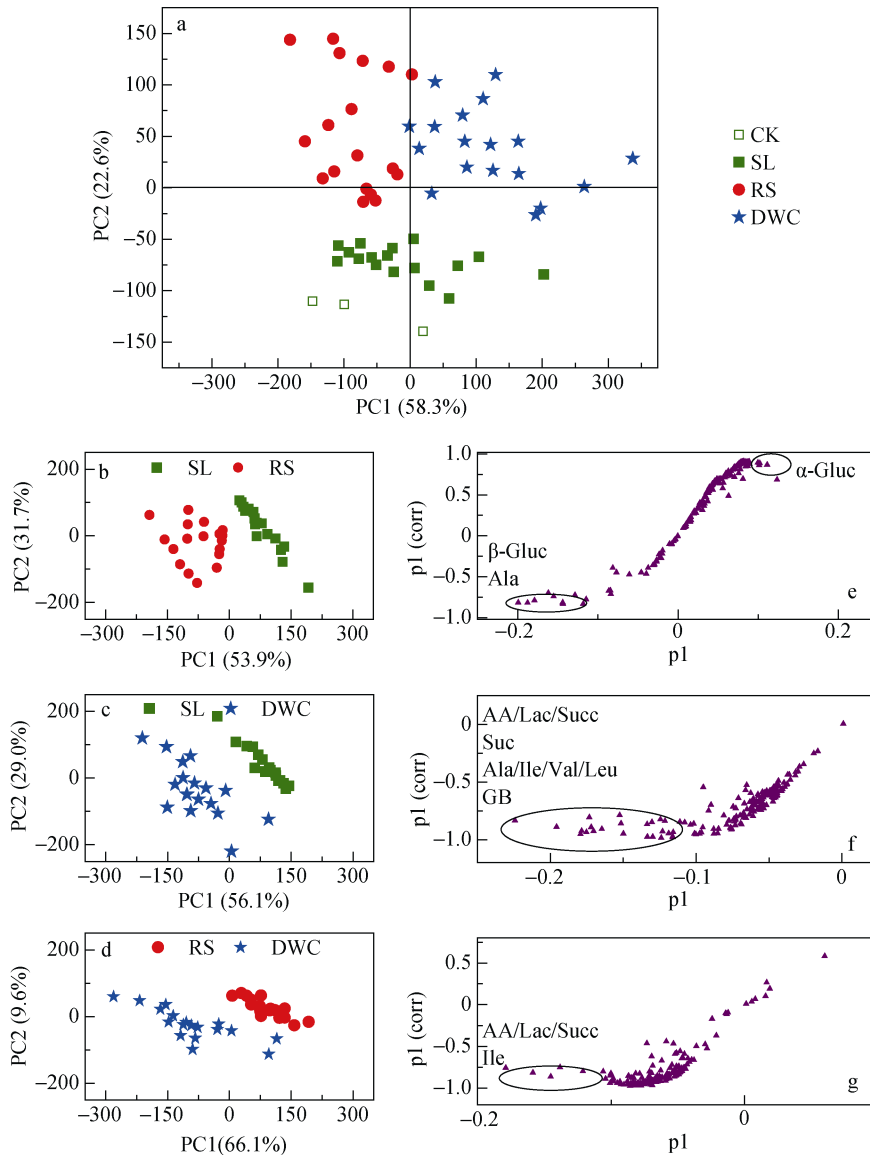 a
150
100
50
0
−50
−100
−150
PC2 (22.6%)
−300 −200 −100 0 100 200 300
PC1 (58.3%)
CK
SL
RS
DWC
b SL RS
200
0
−200
PC2 (31.7%)
−300 −150 0 150 300
PC1 (53.9%)
1.0
0.5
0
−0.5
−1.0
p1 (corr)
α-Gluc
β-Gluc
Ala
e
−0.2 0 0.2
p1
c SL DWC
200
0
−200
PC2 (29.0%)
−300 −150 0 150 300
PC1 (56.1%)
0
−0.5
−1.0
p1 (corr)
AA/Lac/Succ
Suc
Ala/Ile/Val/Leu
GB
f
−0.2 −0.1 0
p1
d RS DWC
200
0
−200
PC2 (9.6%)
−300 −150 0 150 300
PC1(66.1%)
0.5
0
−0.5
−1.0
p1 (corr)
AA/Lac/Succ
Ile
g
−0.2 0
p1